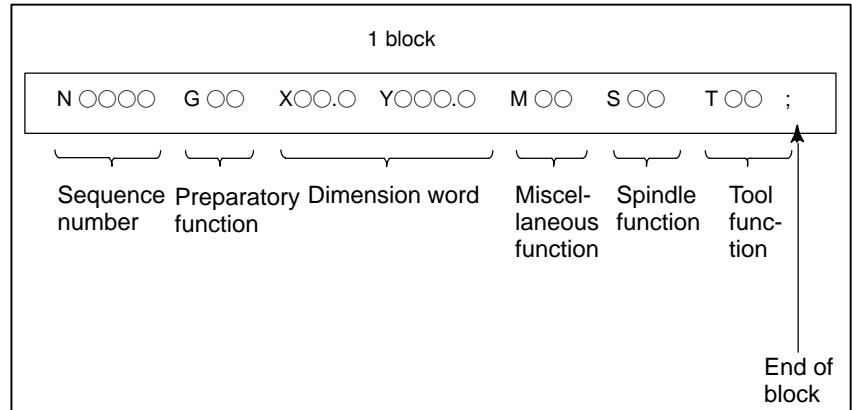 1 block
N ○○○○ G ○○ X○○.○ Y○○○.○ M ○○ S ○○ T ○○ ;
Sequence number
Preparatory function
Dimension word
Miscel-
laneous
function
Spindle
function
Tool
func-
tion
End of
block